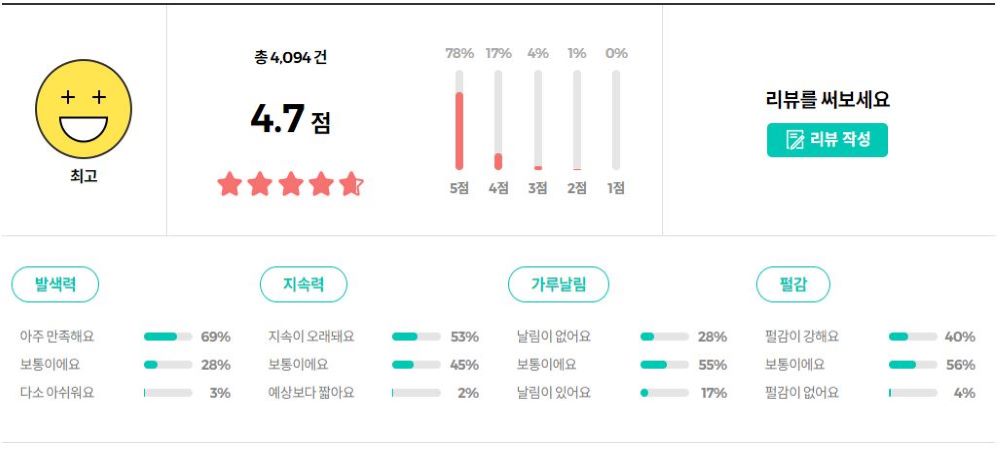 최고
총 4,094 건
4.7 점
78% 17% 4% 1% 0%
5점 4점 3점 2점 1점
리뷰를 써보세요
리뷰 작성
발색력
아주 만족해요 69%
보통이에요 28%
다소 아쉬워요 3%
지속력
지속이 오래돼요 53%
보통이에요 45%
예상보다 짧아요 2%
가루날림
날림이 없어요 28%
보통이에요 55%
날림이 있어요 17%
펄감
펄감이 강해요 40%
보통이에요 56%
펄감이 없어요 4%